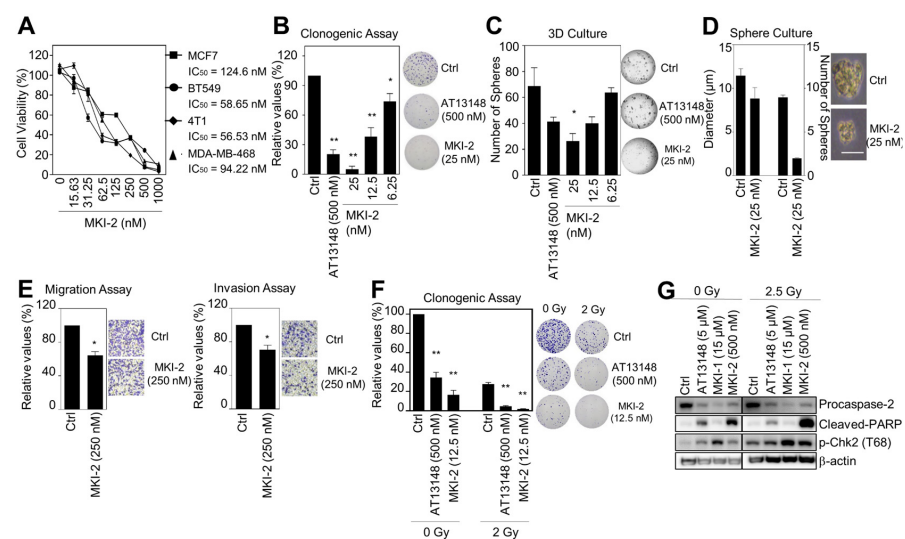 A
Cell Viability (%)
120
100
80
60
40
20
0
0
15.63
31.25
62.5
125
250
500
1000
MKI-2 (nM)
MCF7
IC50 = 124.6 nM
BT549
IC50 = 58.65 nM
4T1
IC50 = 56.53 nM
MDA-MB-468
IC50 = 94.22 nM
B
Clonogenic Assay
Relative values (%)
120
100
80
60
40
20
0
**
**
**
*
Ctrl
AT13148 (500 nM)
25
12.5
6.25
MKI-2
(nM)
Ctrl
AT13148
(500 nM)
MKI-2
(25 nM)
C
3D Culture
Number of Spheres
100
80
60
40
20
0
*
Ctrl
AT13148 (500 nM)
25
12.5
6.25
MKI-2
(nM)
Ctrl
AT13148
(500 nM)
MKI-2
(25 nM)
D
Sphere Culture
Diameter (μm)
15
10
5
0
15
10
5
0
Number of Spheres
Ctrl
MKI-2 (25 nM)
Ctrl
MKI-2 (25 nM)
Ctrl
MKI-2
(25 nM)
E
Migration Assay
Relative values (%)
120
80
40
0
*
Ctrl
MKI-2 (250 nM)
Ctrl
MKI-2
(250 nM)
Invasion Assay
Relative values (%)
120
80
40
0
*
Ctrl
MKI-2 (250 nM)
Ctrl
MKI-2
(250 nM)
F
Clonogenic Assay
Relative values (%)
100
80
60
40
20
0
**
**
**
**
Ctrl
AT13148 (500 nM)
MKI-2 (12.5 nM)
Ctrl
AT13148 (500 nM)
MKI-2 (12.5 nM)
0 Gy
2 Gy
0 Gy
2 Gy
Ctrl
AT13148
(500 nM)
MKI-2
(12.5 nM)
G
0 Gy
2.5 Gy
Ctrl
AT13148 (5 μM)
MKI-1 (15 μM)
MKI-2 (500 nM)
Ctrl
AT13148 (5 μM)
MKI-1 (15 μM)
MKI-2 (500 nM)
Procaspase-2
Cleaved-PARP
p-Chk2 (T68)
β-actin